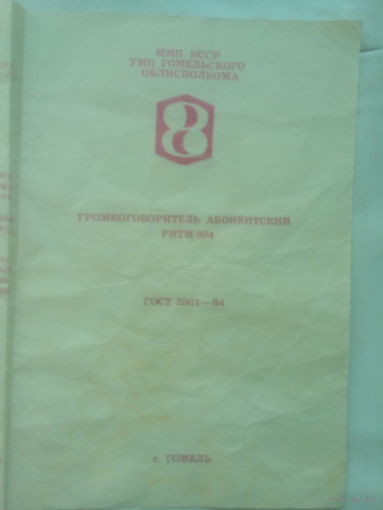 ММП БССР
УМП ГОМЕЛЬСКОГО
ОБЛИСПОЛКОМА
ГРОМКОГОВОРИТЕЛЬ АБОНЕНТСКИЙ
РИТМ-304
ГОСТ 5961—84
г. ГОМЕЛЬ